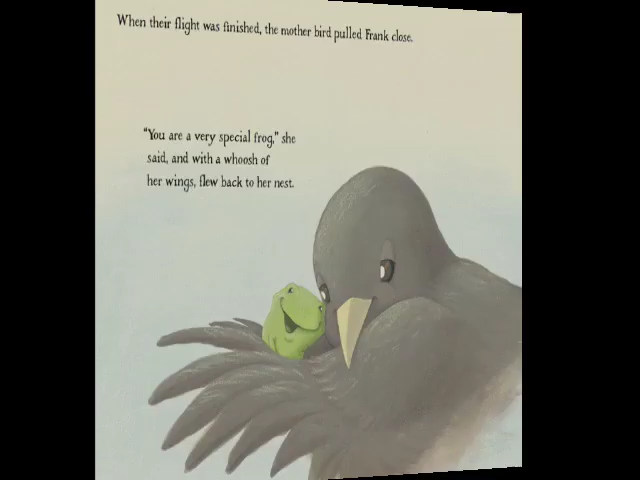 When their flight was finished, the mother bird pulled Frank close.
"You are a very special frog," she
said, and with a whoosh of
her wings, flew back to her nest.